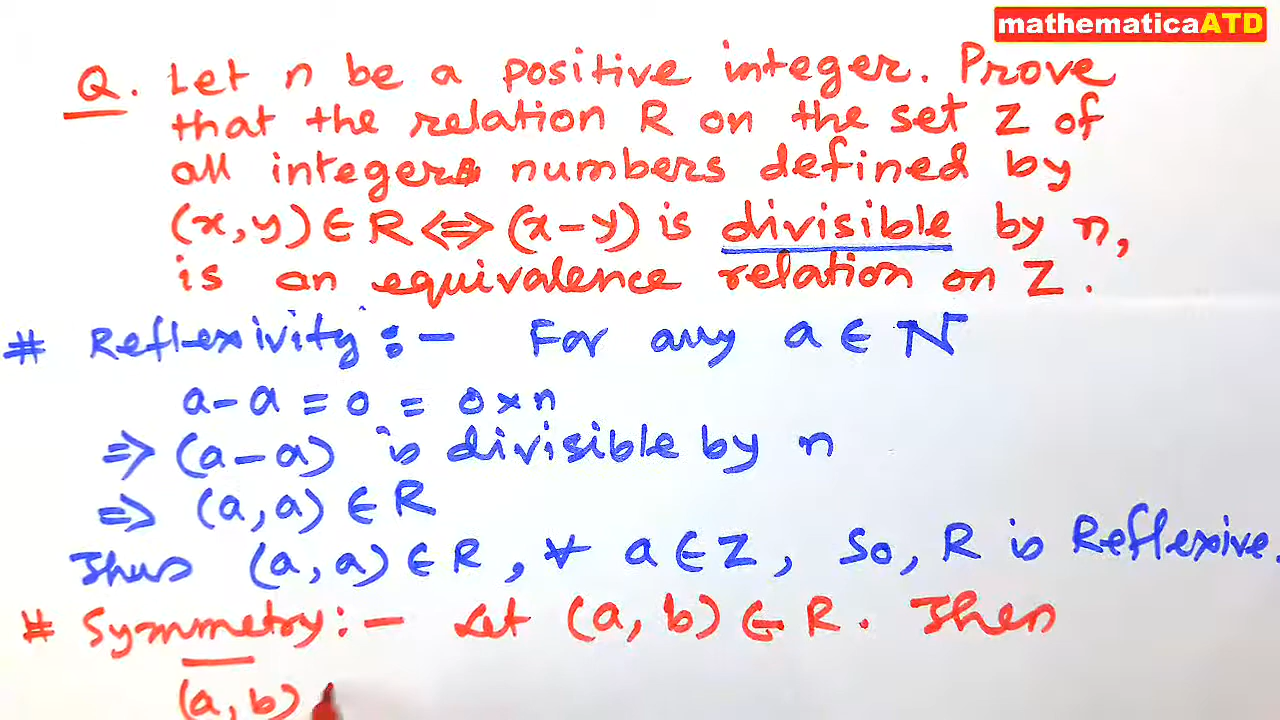 mathematicaATD
Q. Let n be a positive integer. Prove
that the relation R on the set Z of
all integers numbers defined by
(x,y)∈R⇔(x-y) is divisible by n,
is an equivalence relation on Z.
# Reflexivity:- For any a ∈ N
a-a = 0 = 0×n
⇒ (a-a) is divisible by n
⇒ (a,a) ∈ R
Thus (a,a) ∈ R, ∀ a ∈ Z, So, R is Reflexive.
# Symmetry:- Let (a,b) ∈ R. Then
(a,b)